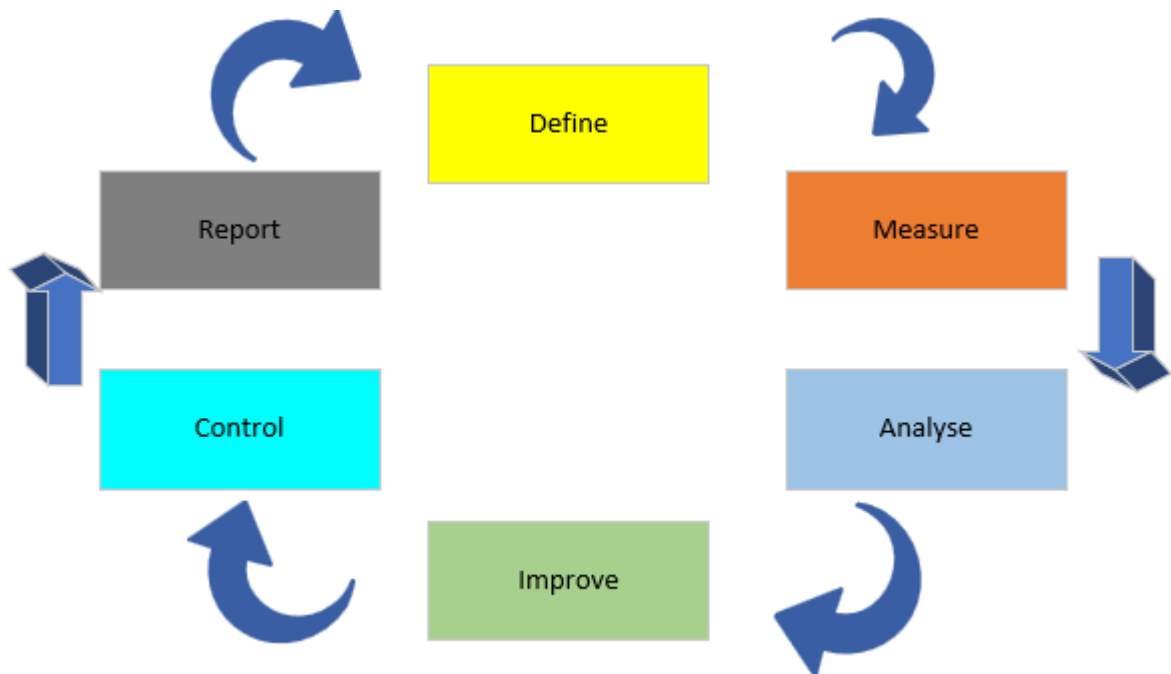 Define
Measure
Analyse
Improve
Control
Report